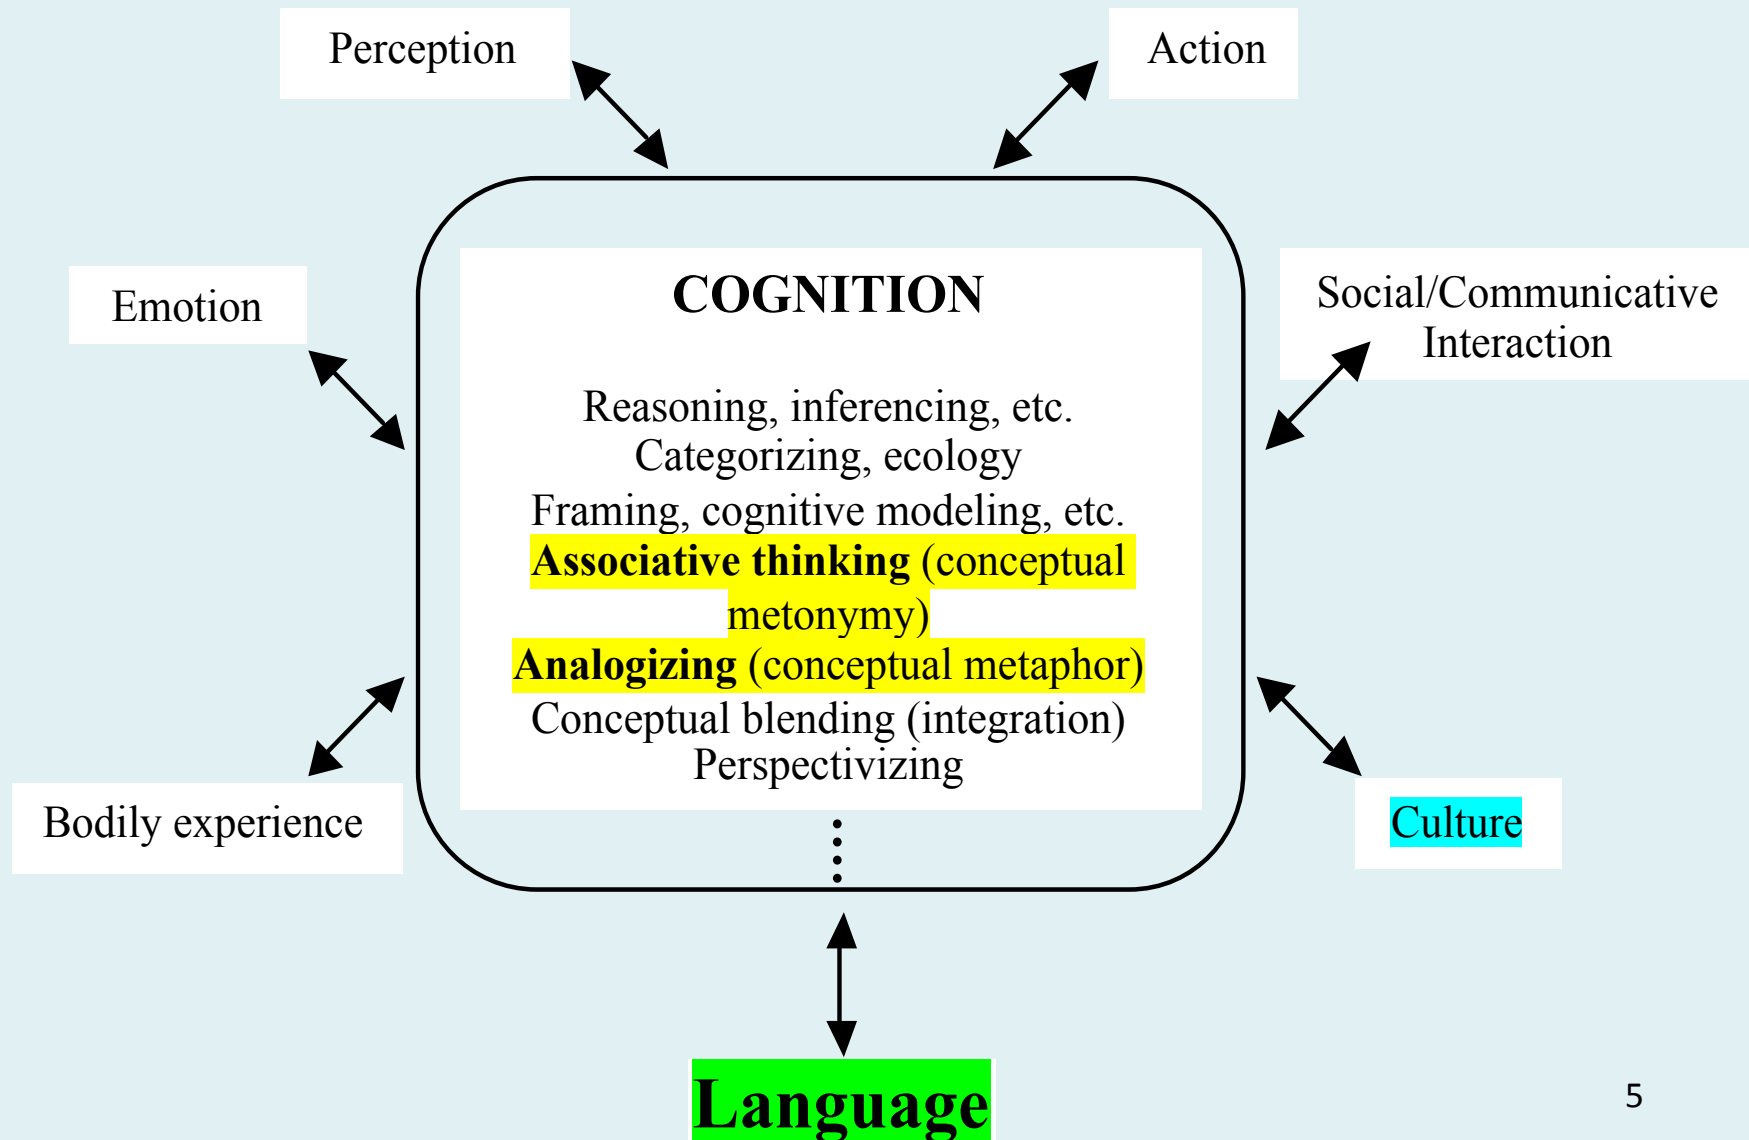 Perception
Action
Emotion
COGNITION
Social/Communicative
Interaction
Reasoning, inferencing, etc.
Categorizing, ecology
Framing, cognitive modeling, etc.
Associative thinking (conceptual
metonymy)
Analogizing (conceptual metaphor)
Conceptual blending (integration)
Perspectivizing
Bodily experience
Culture
Language
5